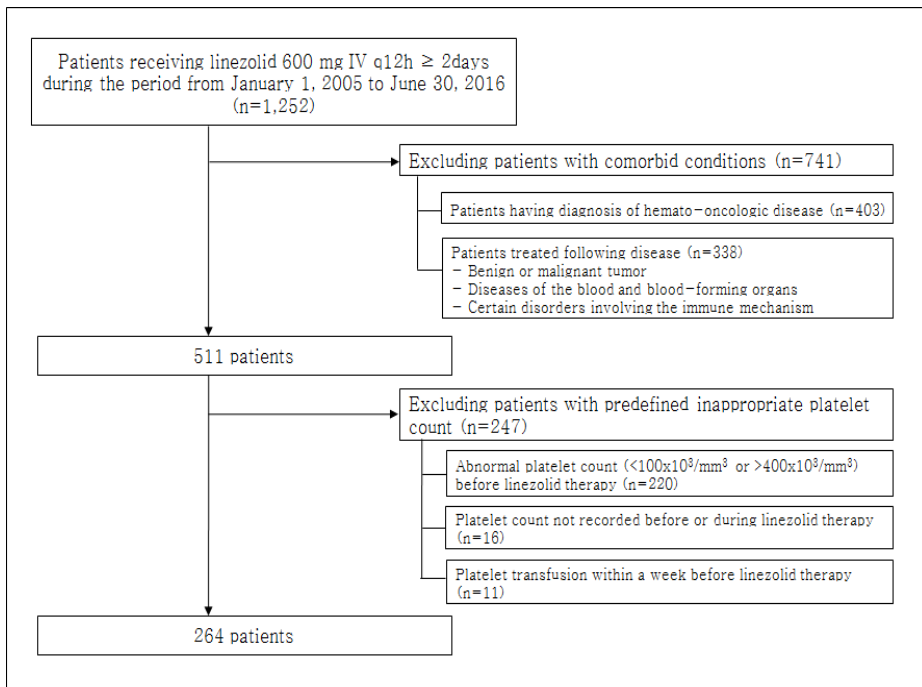 Patients receiving linezolid 600 mg IV q12h ≥ 2days
during the period from January 1, 2005 to June 30, 2016
(n=1,252)
Excluding patients with comorbid conditions (n=741)
Patients having diagnosis of hemato-oncologic disease (n=403)
Patients treated following disease (n=338)
- Benign or malignant tumor
- Diseases of the blood and blood-forming organs
- Certain disorders involving the immune mechanism
511 patients
Excluding patients with predefined inappropriate platelet
count (n=247)
Abnormal platelet count (<100x10³/mm³ or >400x10³/mm³)
before linezolid therapy (n=220)
Platelet count not recorded before or during linezolid therapy
(n=16)
Platelet transfusion within a week before linezolid therapy
(n=11)
264 patients